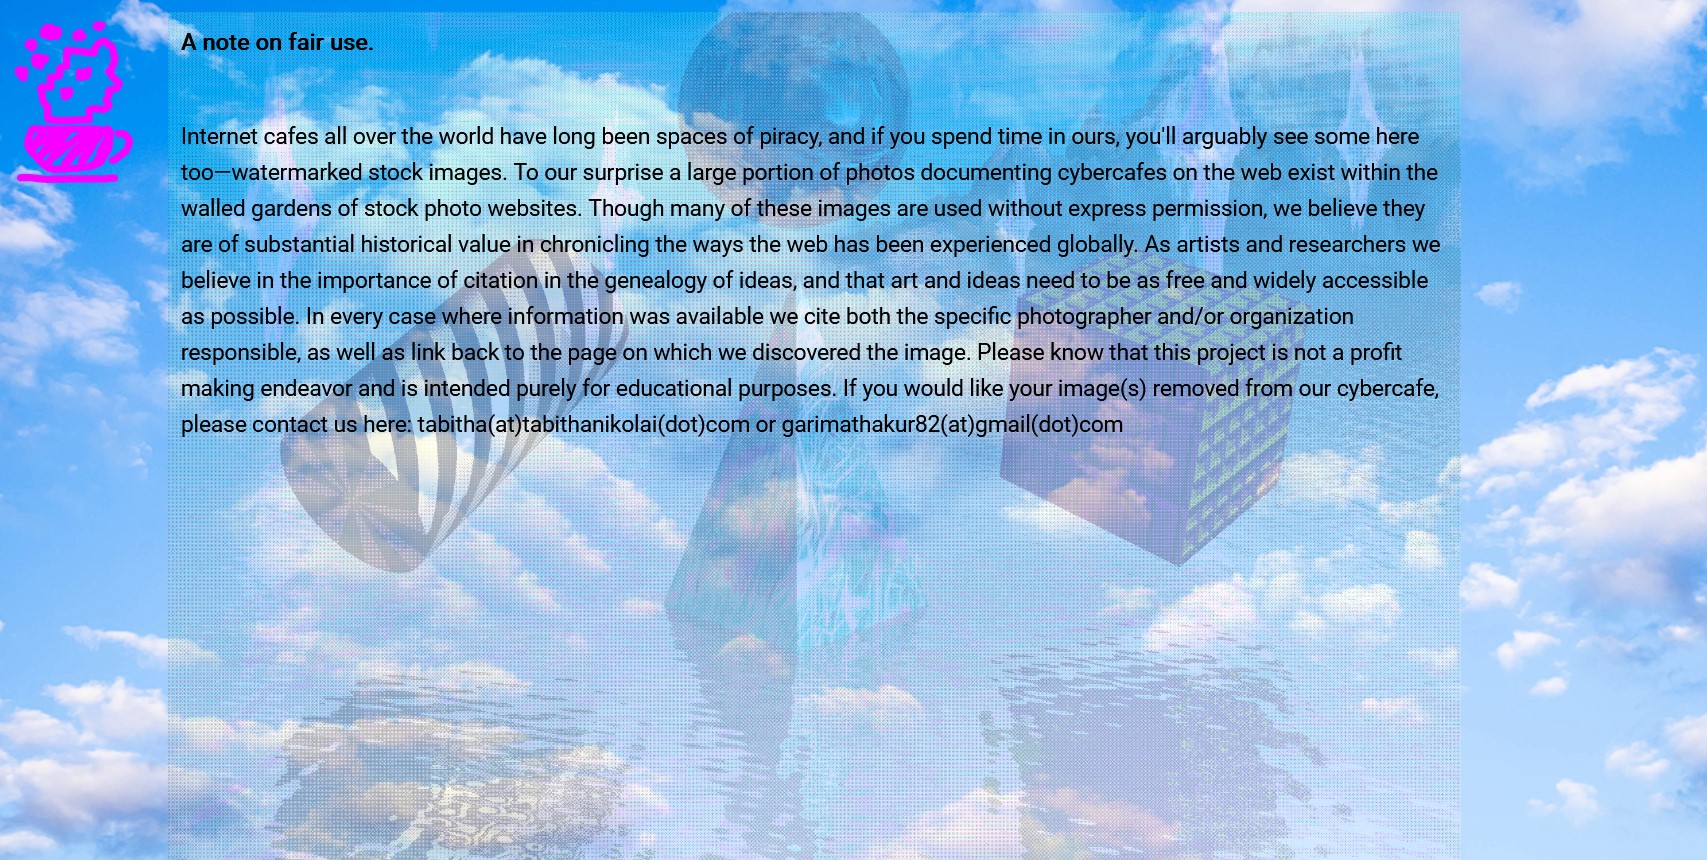 A note on fair use.
Internet cafes all over the world have long been spaces of piracy, and if you spend time in ours, you'll arguably see some here
too—watermarked stock images. To our surprise a large portion of photos documenting cybercafes on the web exist within the
walled gardens of stock photo websites. Though many of these images are used without express permission, we believe they
are of substantial historical value in chronicling the ways the web has been experienced globally. As artists and researchers we
believe in the importance of citation in the genealogy of ideas, and that art and ideas need to be as free and widely accessible
as possible. In every case where information was available we cite both the specific photographer and/or organization
responsible, as well as link back to the page on which we discovered the image. Please know that this project is not a profit
making endeavor and is intended purely for educational purposes. If you would like your image(s) removed from our cybercafe,
please contact us here: tabitha(at)tabithanikolai(dot)com or garimathakur82(at)gmail(dot)com